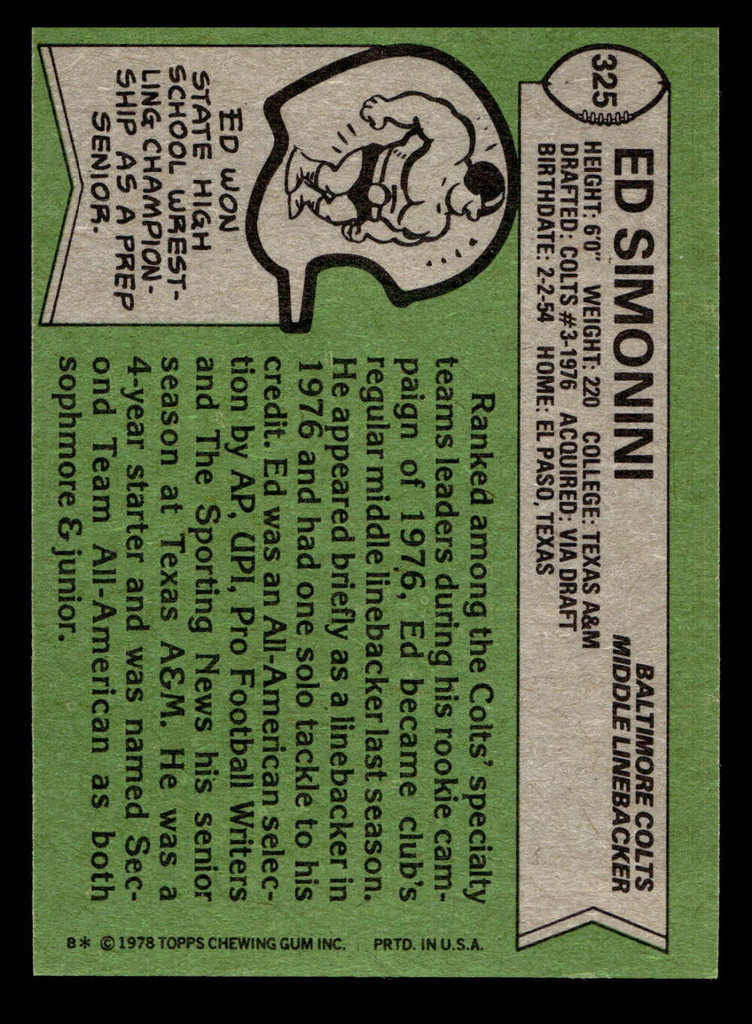 325
ED SIMONINI
BALTIMORE COLTS
MIDDLE LINEBACKER
HEIGHT: 6'0" WEIGHT: 220 COLLEGE: TEXAS A&M
DRAFTED: COLTS #3-1976 ACQUIRED: VIA DRAFT
BIRTHDATE: 2-2-54 HOME: EL PASO, TEXAS
ED WON
STATE HIGH
SCHOOL WREST-
LING CHAMPION-
SHIP AS A PREP
SENIOR.
Ranked among the Colts' specialty
teams leaders during his rookie cam-
paign of 1976, Ed became club's
regular middle linebacker last season.
He appeared briefly as a linebacker in
1976 and had one solo tackle to his
credit. Ed was an All-American selec-
tion by AP, UPI, Pro Football Writers
and The Sporting News his senior
season at Texas A&M. He was a
4-year starter and was named Sec-
ond Team All-American as both
sophmore & junior.
8* © 1978 TOPPS CHEWING GUM INC. PRTD. IN U.S.A.